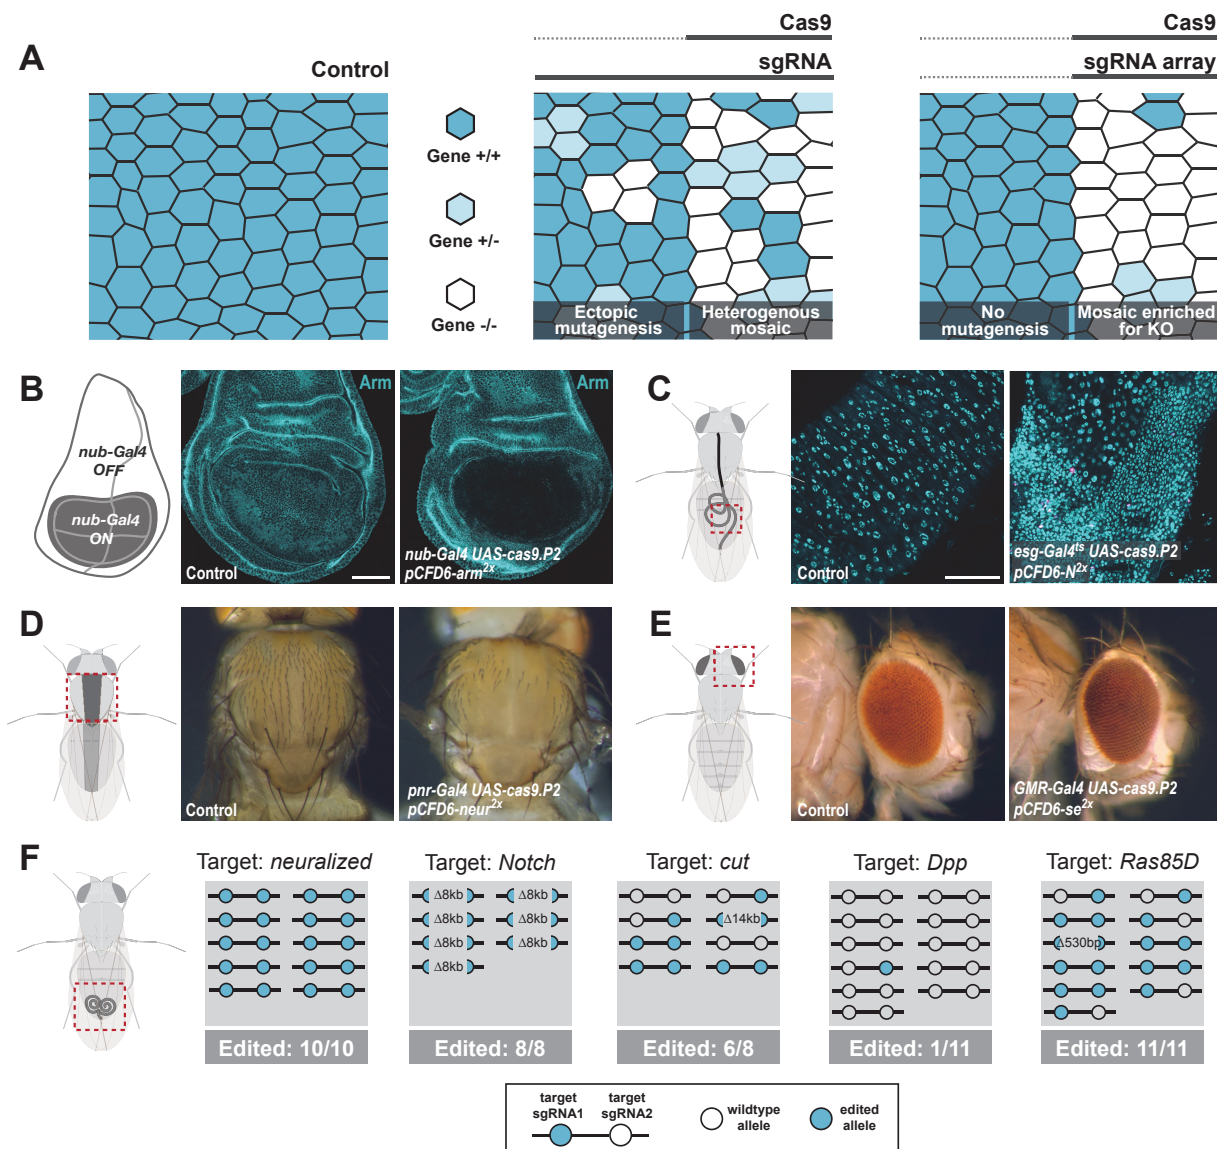 A
Control
Cas9
sgRNA
Cas9
sgRNA array
Gene +/+
Gene +/-
Gene -/-
Ectopic
mutagenesis
Heterogenous
mosaic
No
mutagenesis
Mosaic enriched
for KO
B
nub-Gal4
OFF
nub-Gal4
ON
Arm
Control
Arm
nub-Gal4 UAS-cas9.P2
pCFD6-arm2x
C
Control
esg-Gal4ts UAS-cas9.P2
pCFD6-N2x
D
Control
pnr-Gal4 UAS-cas9.P2
pCFD6-neur2x
E
Control
GMR-Gal4 UAS-cas9.P2
pCFD6-se2x
F
Target: neuralized
Edited: 10/10
Target: Notch
Δ8kb Δ8kb
Δ8kb Δ8kb
Δ8kb Δ8kb
Δ8kb
Edited: 8/8
Target: cut
Δ14kb
Edited: 6/8
Target: Dpp
Edited: 1/11
Target: Ras85D
Δ530bp
Edited: 11/11
target
sgRNA1
target
sgRNA2
wildtype
allele
edited
allele